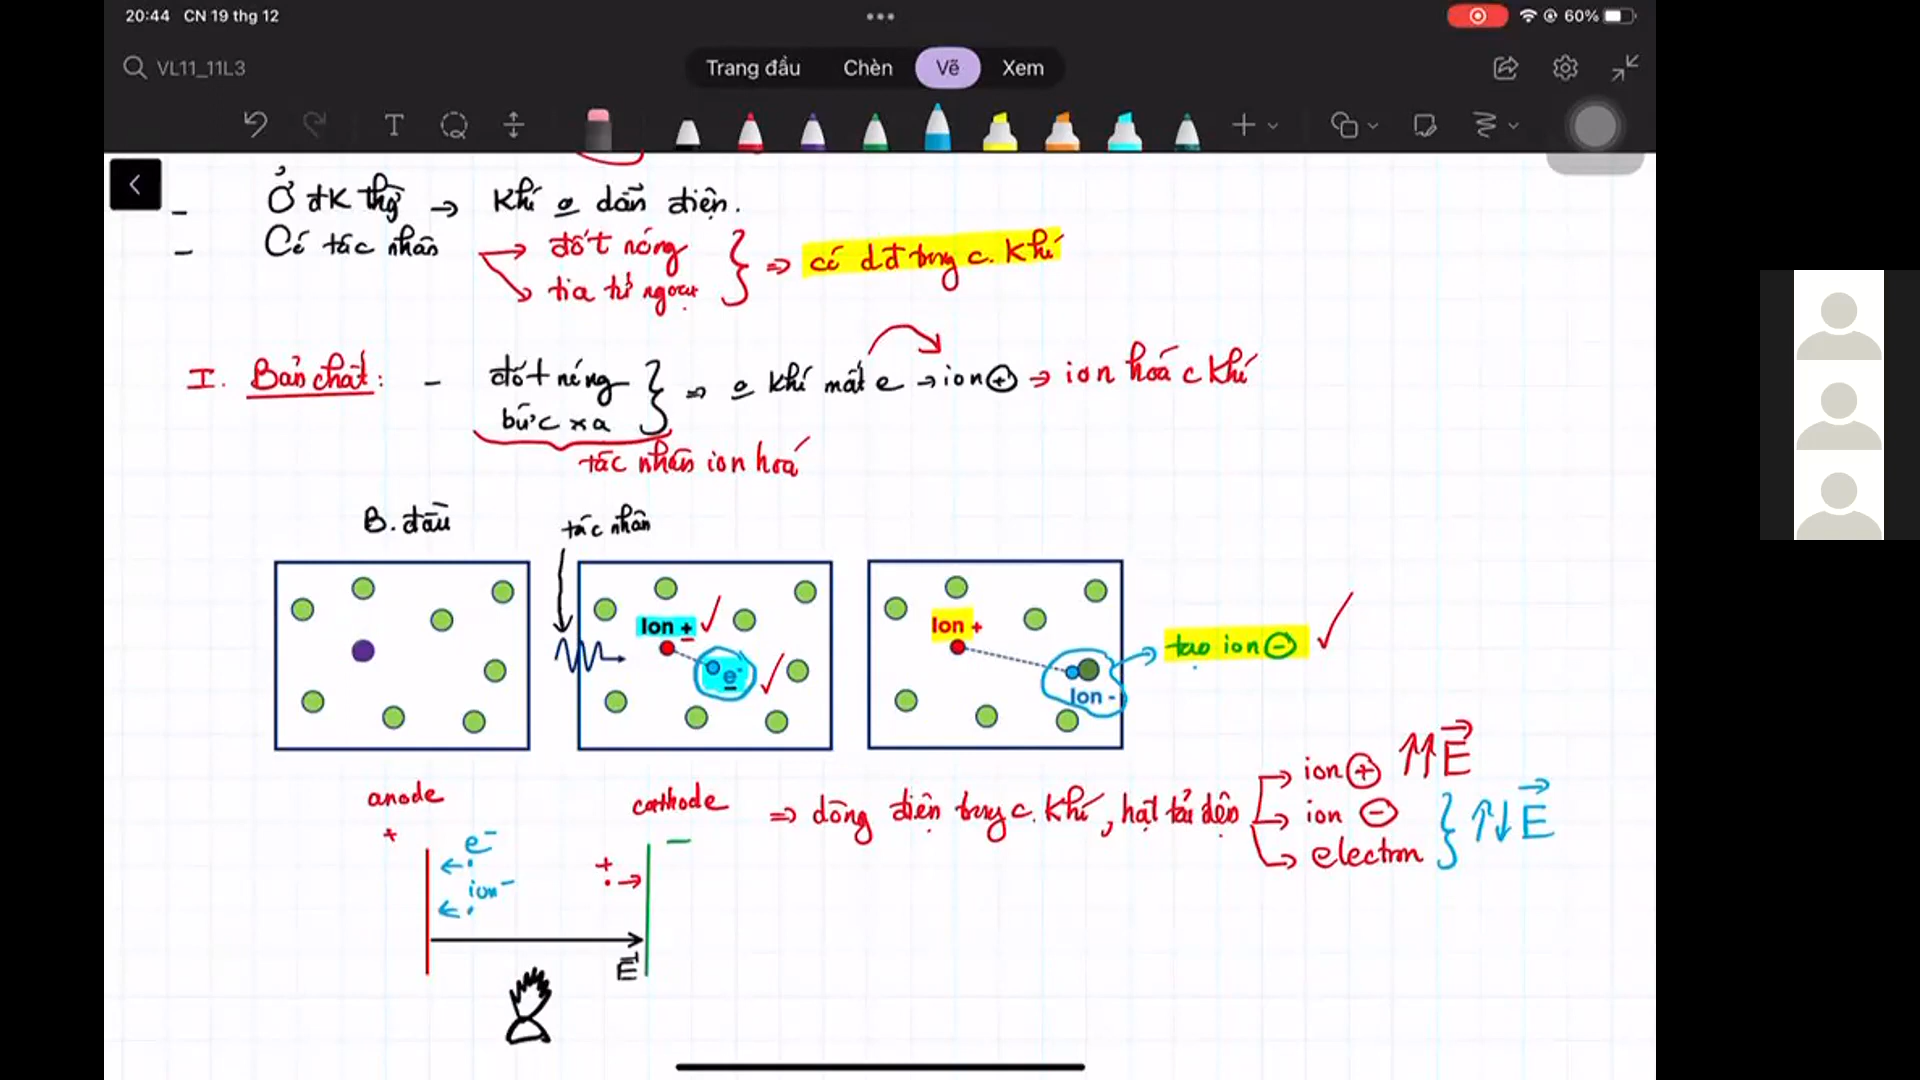 20:44 CN 19 thg 12
60%
VL11_11L3
Trang đầu Chèn Vẽ Xem
- Ở đK thg → Khí o dẫn điện.
- Có tác nhân → đốt nóng } ⇒ có dđ trong c. Khí
→ tia tử ngoại
I. Bản chất: - đốt nóng } ⇒ o khí mất e → ion ⊕ → ion hoá c Khí
bức xạ
tác nhân ion hoá
B. đầu
tác nhân
Ion +
e-
Ion +
Ion -
tạo ion ⊖
anode
+
cathode
-
⇒ dòng điện trong c. Khí, hạt tải điện → ion ⊕ ↑↑ E
→ ion ⊖ } ↑↓ E
→ electron
e-
ion-
+
E